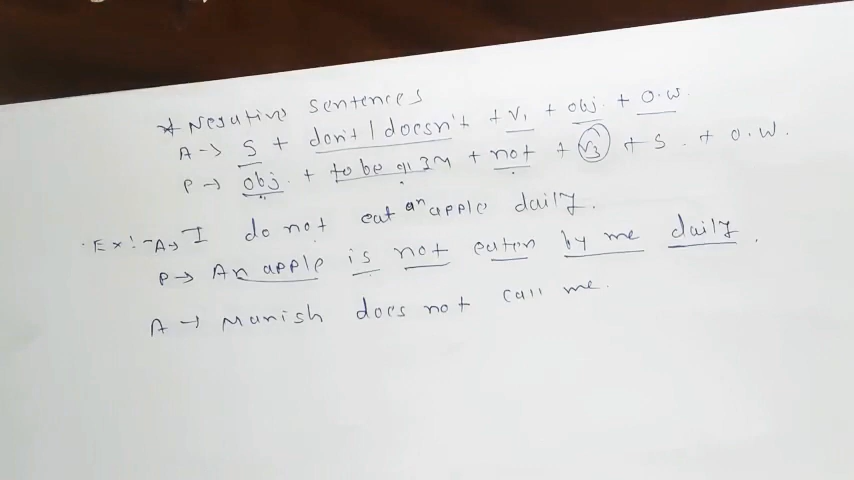 * Negative sentences
A → S + don't / doesn't + V1 + obj + O.W.
P → obj. + to be का रूप + not + V3 + S. + O.W.
Ex:- A → I do not eat an apple daily.
P → An apple is not eaten by me daily.
A → Manish does not call me.